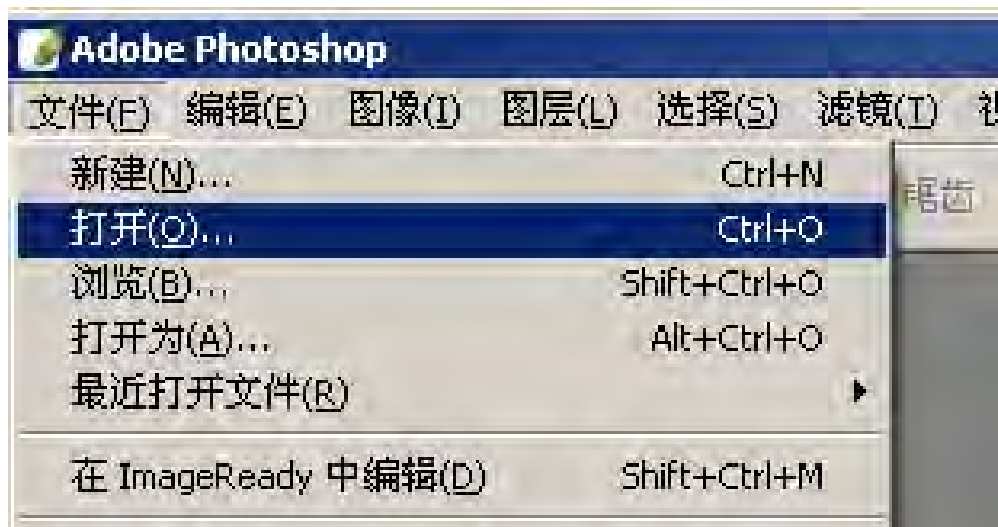 Adobe Photoshop
文件(F) 编辑(E) 图像(I) 图层(L) 选择(S) 滤镜(T)
新建(N)... Ctrl+N
锯齿
打开(O)... Ctrl+O
浏览(B)... Shift+Ctrl+O
打开为(A)... Alt+Ctrl+O
最近打开文件(R)
在 ImageReady 中编辑(D) Shift+Ctrl+M